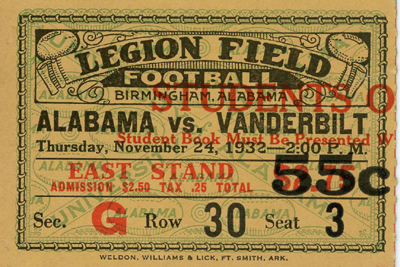 LEGION FIELD
FOOTBALL
BIRMINGHAM, ALABAMA
STUDENTS O
ALABAMA vs. VANDERBILT
Student Book Must Be Presented W
Thursday, November 24, 1932—2:00 P.M.
EAST STAND $2.75
55c
ADMISSION $2.50 TAX .25 TOTAL
Sec. G Row 30 Seat 3
WELDON, WILLIAMS & LICK, FT. SMITH, ARK.